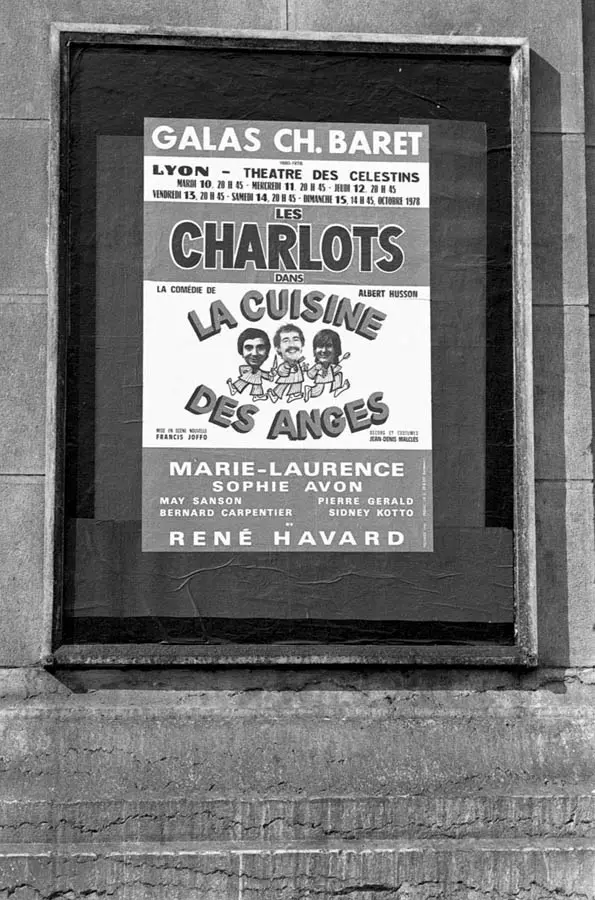 GALAS CH. BARET
LYON - THEATRE DES CELESTINS
MARDI 10, 20 H 45 - MERCREDI 11, 20 H 45 - JEUDI 12, 20 H 45
VENDREDI 13, 20 H 45 - SAMEDI 14, 20 H 45 - DIMANCHE 15, 14 H 45, OCTOBRE 1978
LES
CHARLOTS
DANS
LA COMÉDIE DE ALBERT HUSSON
LA CUISINE
DES ANGES
MISE EN SCÈNE NOUVELLE
FRANCIS JOFFO
DECORS ET COSTUMES
JEAN-DENIS MALCLÈS
MARIE-LAURENCE
SOPHIE AVON
MAY SANSON PIERRE GERALD
BERNARD CARPENTIER SIDNEY KOTTO
ET
RENÉ HAVARD